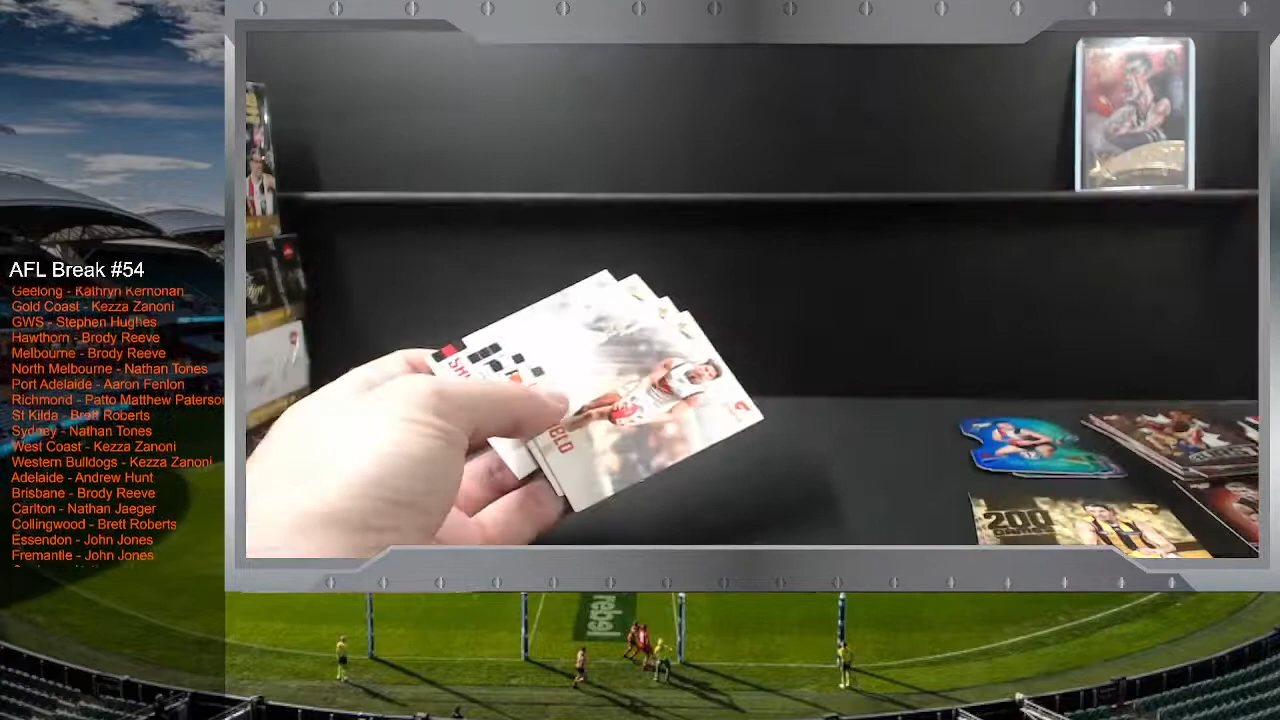 AFL Break #54
Geelong - Kathryn Kernonan
Gold Coast - Kezza Zanoni
GWS - Stephen Hughes
Hawthorn - Brody Reeve
Melbourne - Brody Reeve
North Melbourne - Nathan Tones
Port Adelaide - Aaron Fenlon
Richmond - Patto Matthew Paterson
St Kilda - Brett Roberts
Sydney - Nathan Tones
West Coast - Kezza Zanoni
Western Bulldogs - Kezza Zanoni
Adelaide - Andrew Hunt
Brisbane - Brody Reeve
Carlton - Nathan Jaeger
Collingwood - Brett Roberts
Essendon - John Jones
Fremantle - John Jones
200
rebel